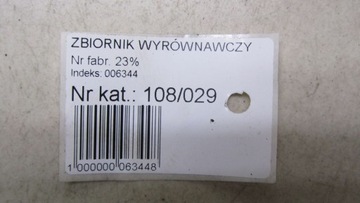 ZBIORNIK WYRÓWNAWCZY
Nr fabr. 23%
Indeks: 006344
Nr kat.: 108/029
1 000000 063448